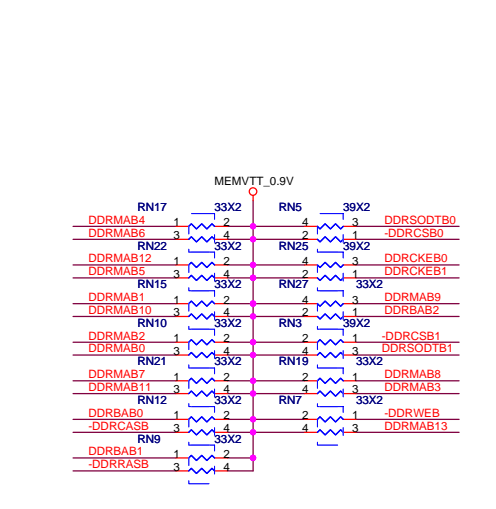 MEMVTT_0.9V
RN17 33X2 RN5 39X2
DDRMAB4 1 2 4 3 DDRSODTB0
DDRMAB6 3 4 2 1 -DDRCSB0
RN22 33X2 RN25 39X2
DDRMAB12 1 2 4 3 DDRCKEB0
DDRMAB5 3 4 2 1 DDRCKEB1
RN15 33X2 RN27 33X2
DDRMAB1 1 2 4 3 DDRMAB9
DDRMAB10 3 4 2 1 DDRBAB2
RN10 33X2 RN3 39X2
DDRMAB2 1 2 2 1 -DDRCSB1
DDRMAB0 3 4 4 3 DDRSODTB1
RN21 33X2 RN19 33X2
DDRMAB7 1 2 2 1 DDRMAB8
DDRMAB11 3 4 4 3 DDRMAB3
RN12 33X2 RN7 33X2
DDRBAB0 1 2 2 1 -DDRWEB
-DDRCASB 3 4 4 3 DDRMAB13
RN9 33X2
DDRBAB1 1 2
-DDRRASB 3 4